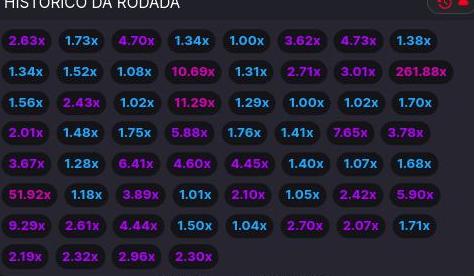 HISTÓRICO DA RODADA
2.63x 1.73x 4.70x 1.34x 1.00x 3.62x 4.73x 1.38x
1.34x 1.52x 1.08x 10.69x 1.31x 2.71x 3.01x 261.88x
1.56x 2.43x 1.02x 11.29x 1.29x 1.00x 1.02x 1.70x
2.01x 1.48x 1.75x 5.88x 1.76x 1.41x 7.65x 3.78x
3.67x 1.28x 6.41x 4.60x 4.45x 1.40x 1.07x 1.68x
51.92x 1.18x 3.89x 1.01x 2.10x 1.05x 2.42x 5.90x
9.29x 2.61x 4.44x 1.50x 1.04x 2.70x 2.07x 1.71x
2.19x 2.32x 2.96x 2.30x